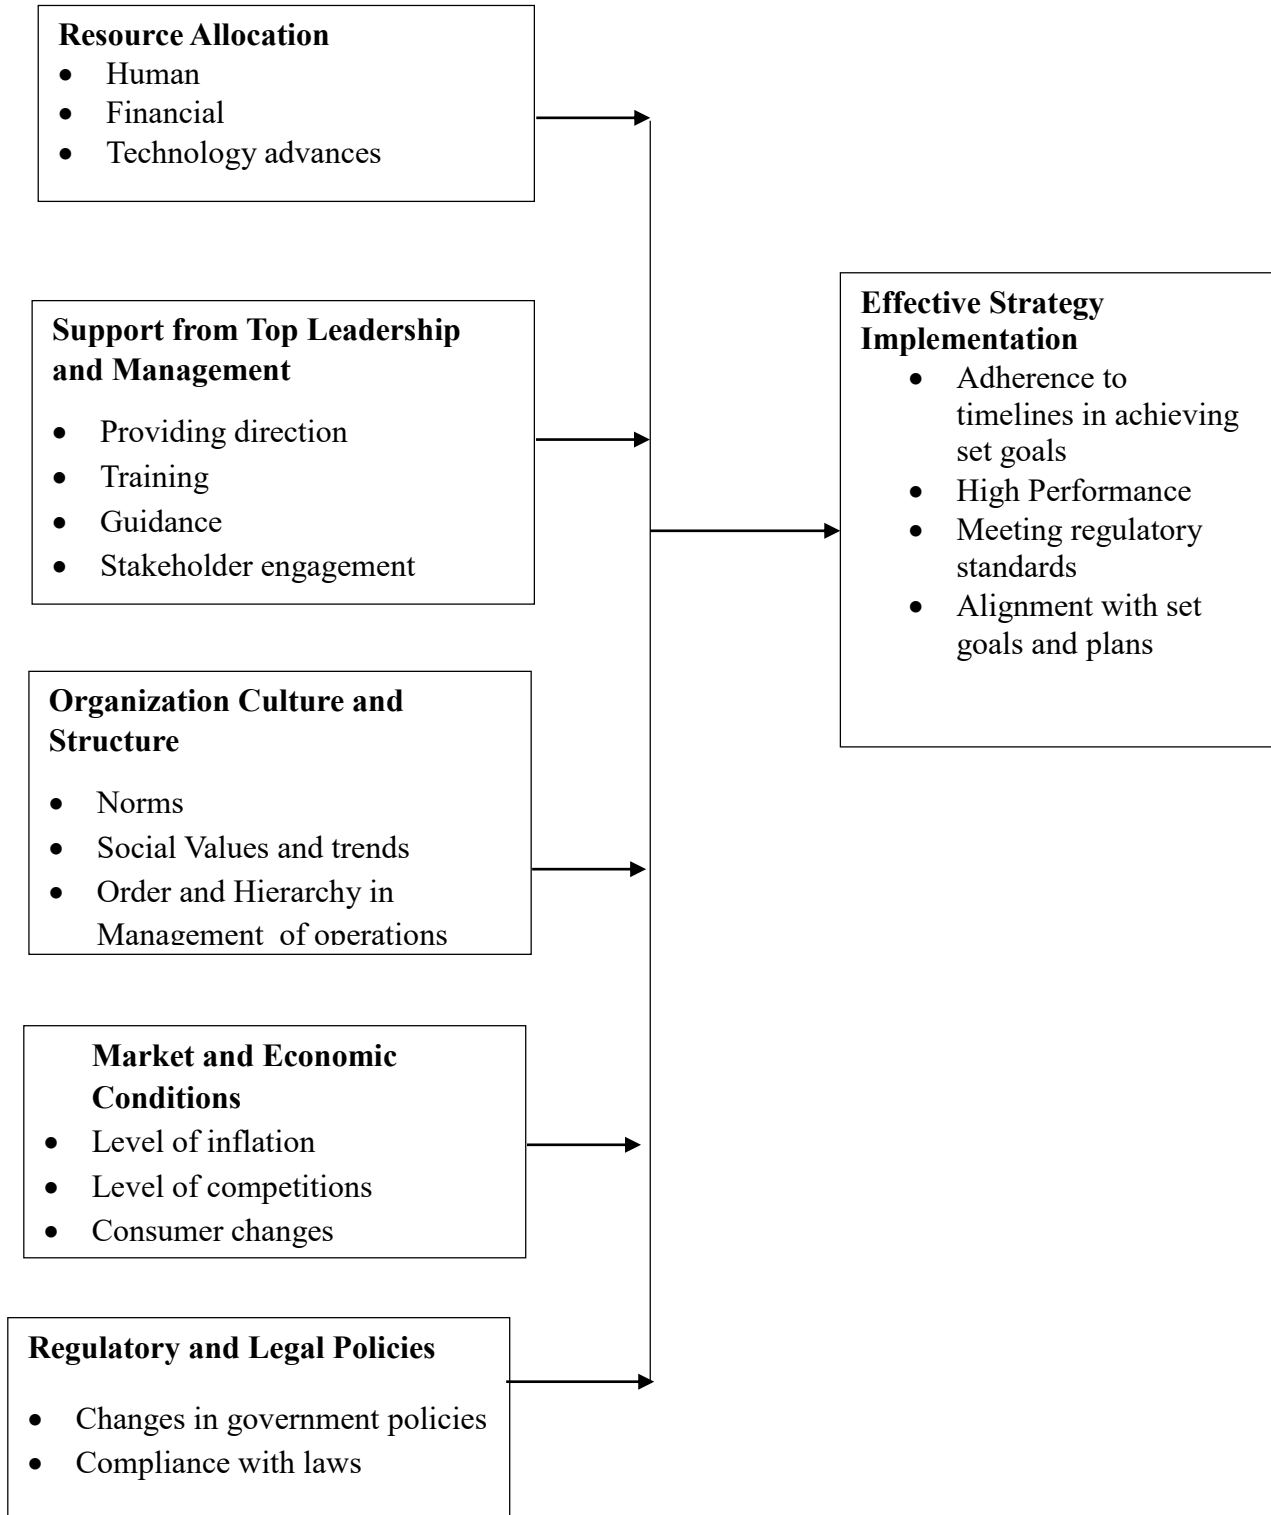 Resource Allocation
• Human
• Financial
• Technology advances
Support from Top Leadership
and Management
• Providing direction
• Training
• Guidance
• Stakeholder engagement
Organization Culture and
Structure
• Norms
• Social Values and trends
• Order and Hierarchy in
Management of operations
Market and Economic
Conditions
• Level of inflation
• Level of competitions
• Consumer changes
Regulatory and Legal Policies
• Changes in government policies
• Compliance with laws
Effective Strategy
Implementation
• Adherence to
timelines in achieving
set goals
• High Performance
• Meeting regulatory
standards
• Alignment with set
goals and plans